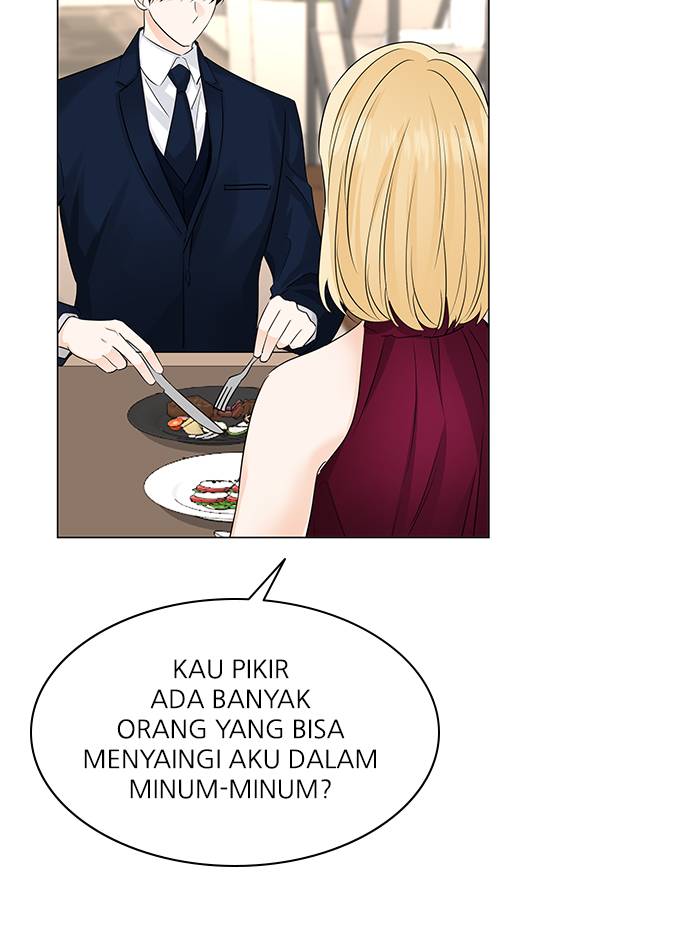 KAU PIKIR
ADA BANYAK
ORANG YANG BISA
MENYAINGI AKU DALAM
MINUM-MINUM?